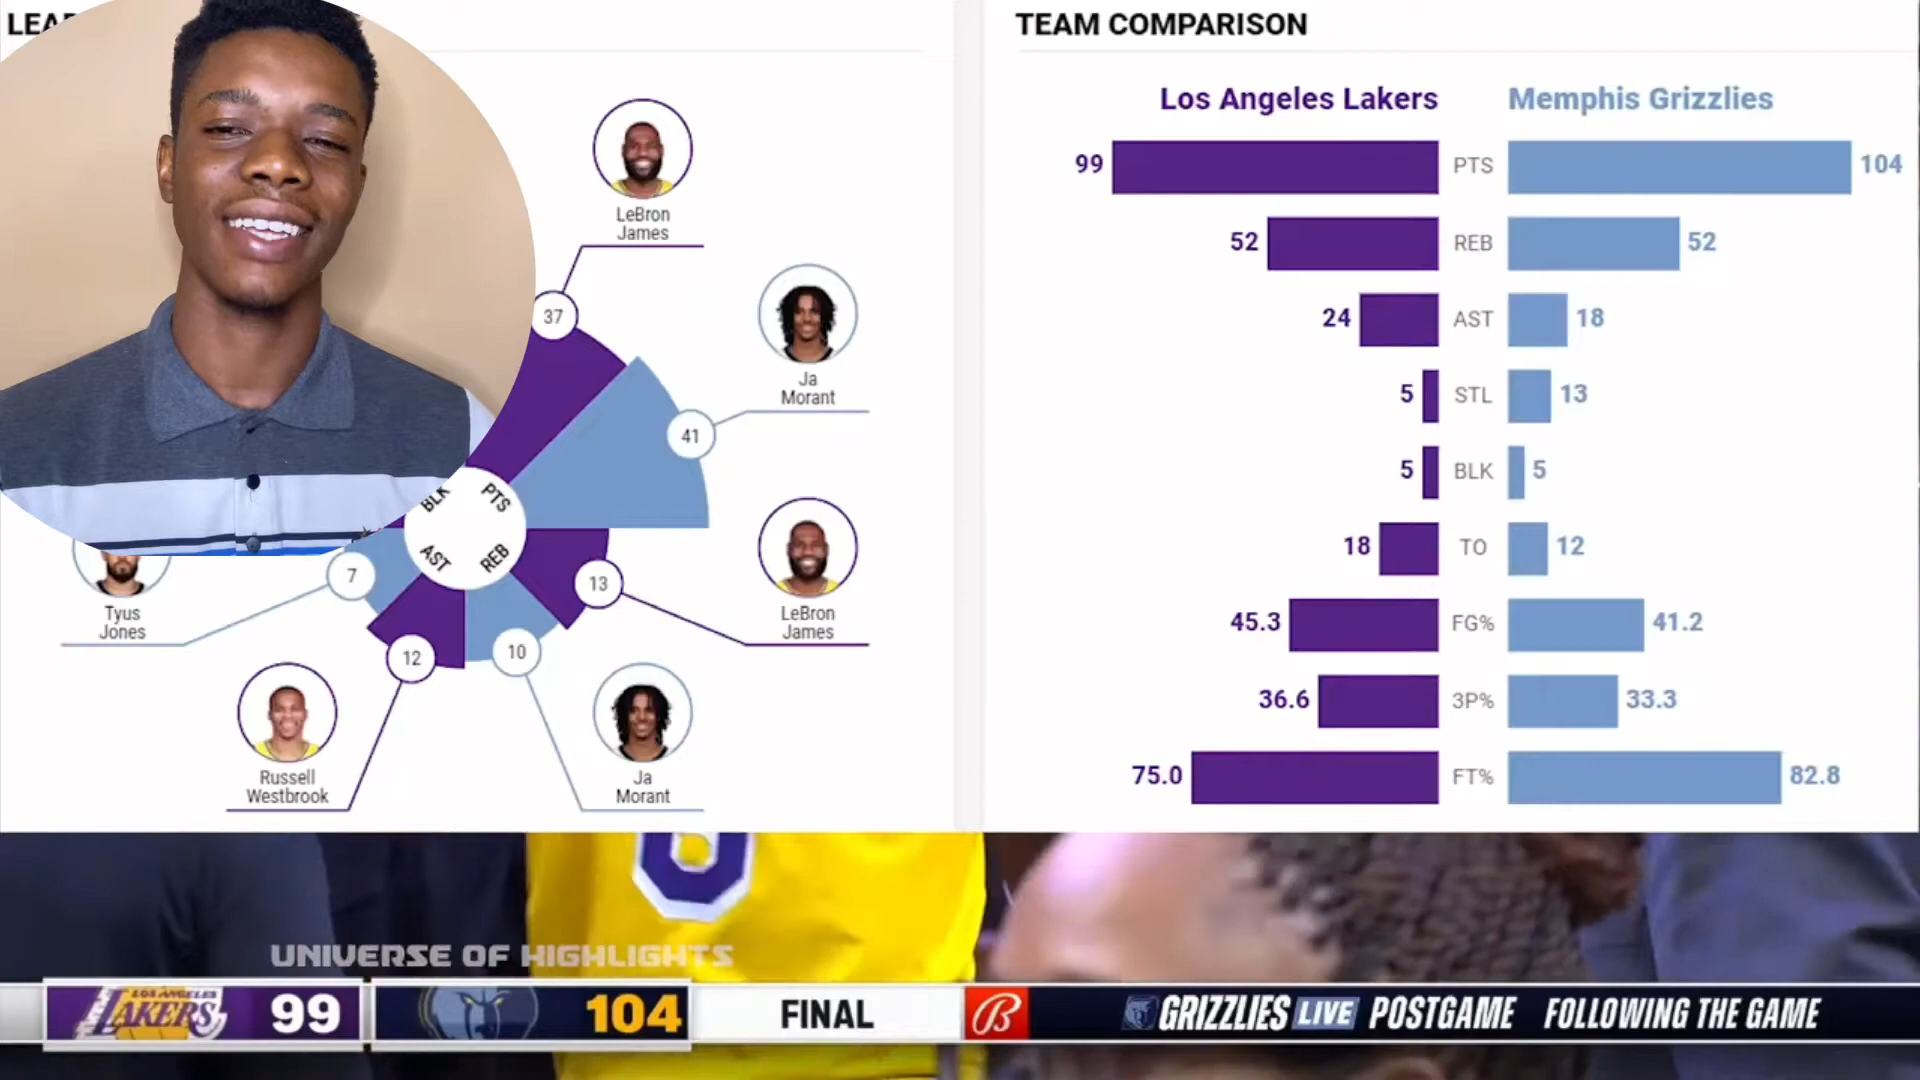 TEAM COMPARISON
Los Angeles Lakers
Memphis Grizzlies
99 PTS 104
52 REB 52
24 AST 18
5 STL 13
5 BLK 5
18 TO 12
45.3 FG% 41.2
36.6 3P% 33.3
75.0 FT% 82.8
LeBron
James
37
Ja
Morant
41
BLK PTS
AST REB
LeBron
James
13
7
Tyus
Jones
12
10
Russell
Westbrook
Ja
Morant
UNIVERSE OF HIGHLIGHTS
LOS ANGELES
LAKERS 99
104
FINAL
B
GRIZZLIES LIVE POSTGAME FOLLOWING THE GAME